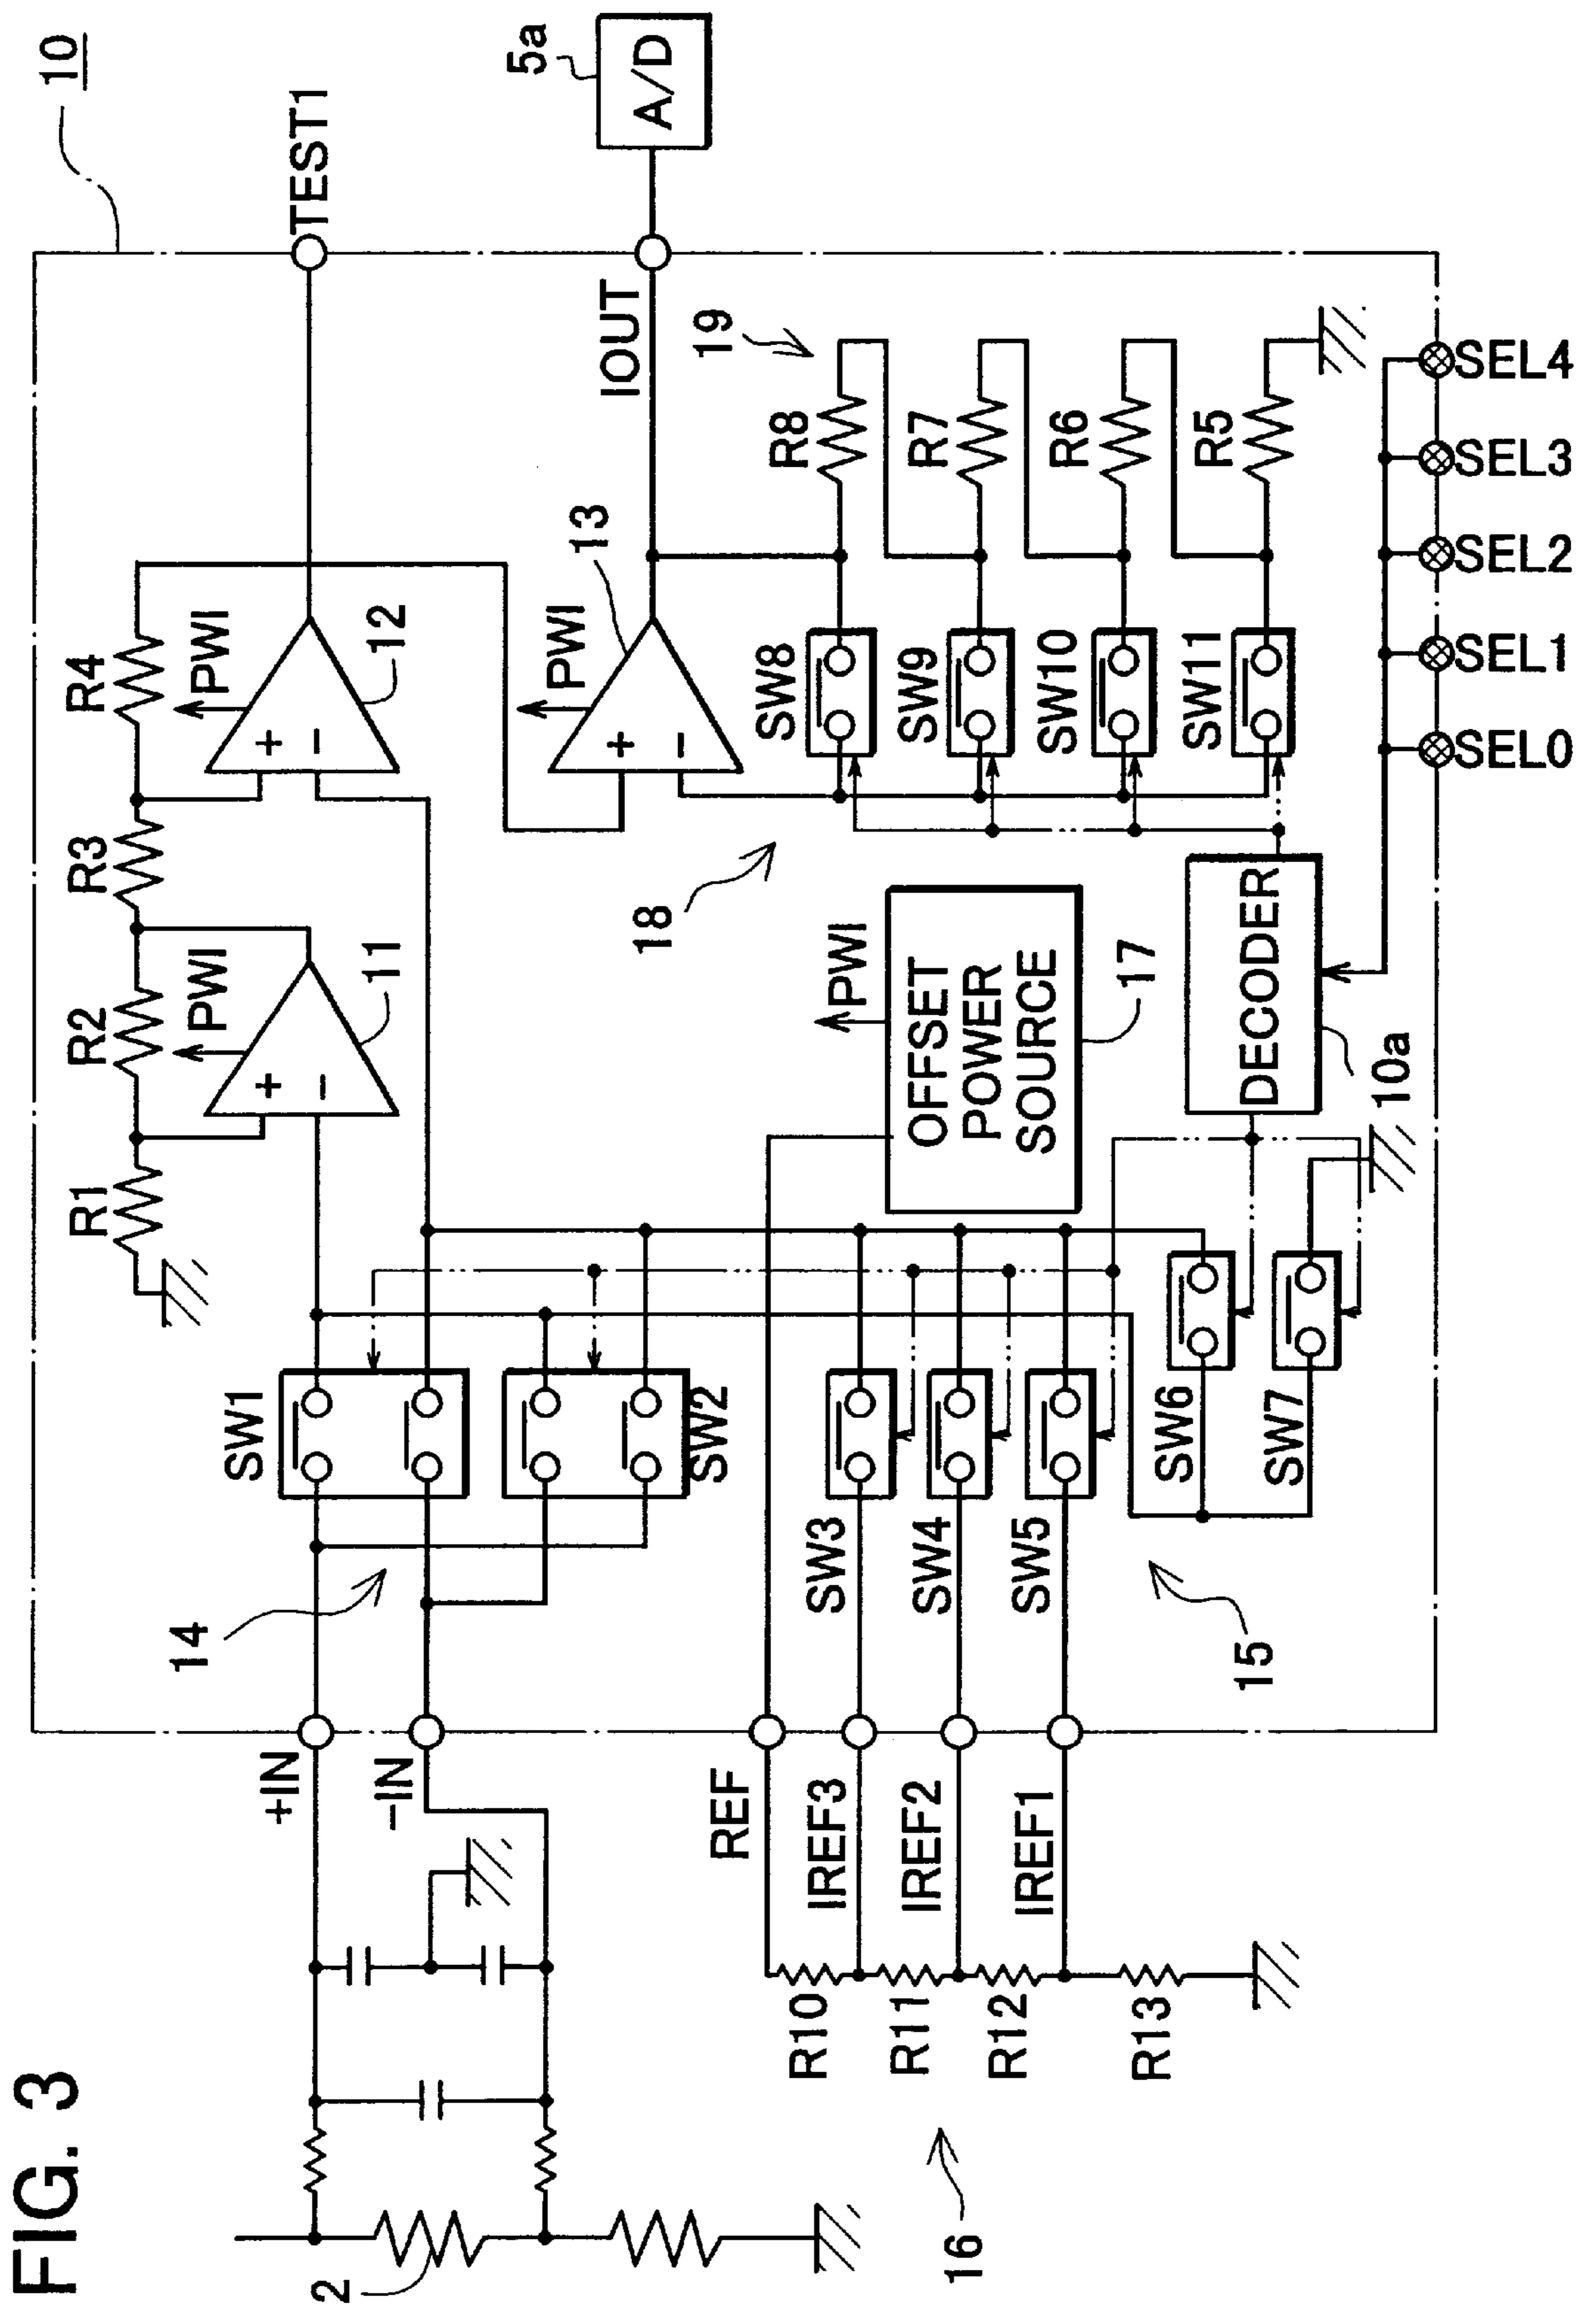 FIG. 3
10
TEST1
5a
A/D
IOUT
19
R4
PWI
12
R3
R2
PWI
11
R1
PWI
13
R8
R7
R6
R5
SW8
SW9
SW10
SW11
18
PWI
OFFSET
POWER
SOURCE
17
DECODER
10a
SEL4
SEL3
SEL2
SEL1
SEL0
SW1
SW2
14
SW3
SW4
SW5
SW6
SW7
15
+IN
−IN
REF
IREF3
IREF2
IREF1
R10
R11
R12
R13
16
2
+
−
+
−
+
−